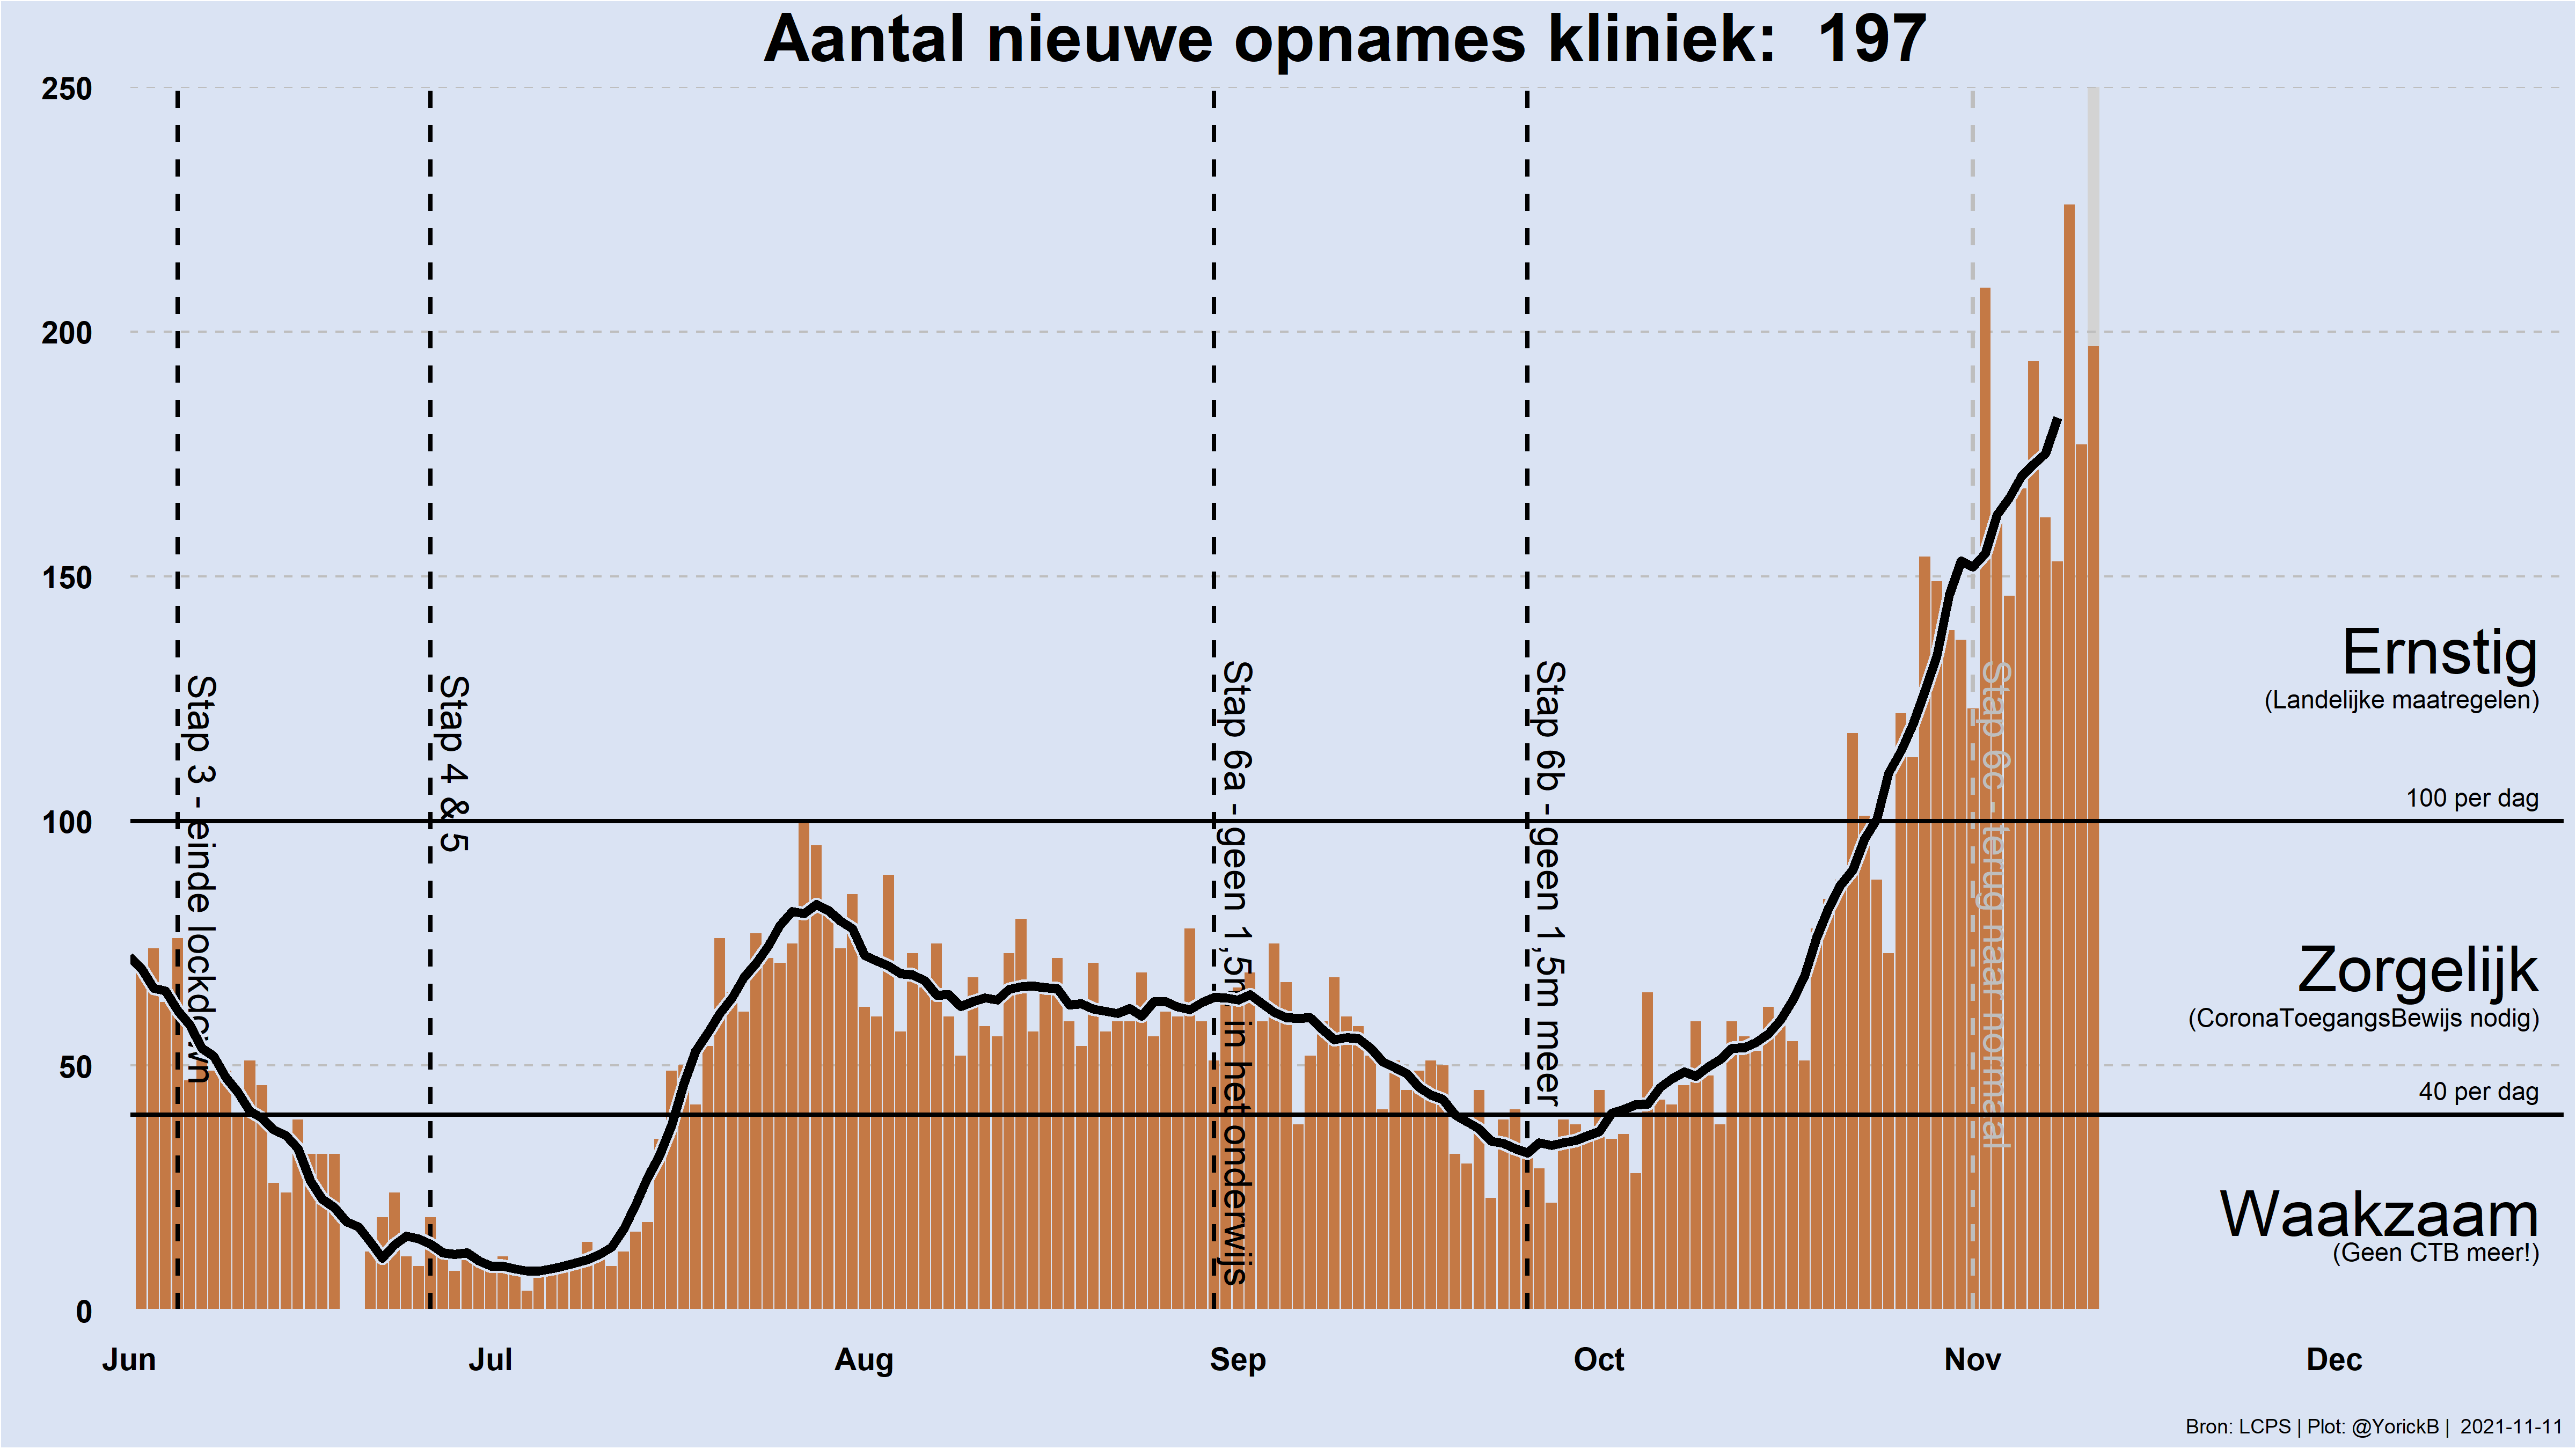 Aantal nieuwe opnames kliniek:  197
250
200
150
100
50
0
Stap 3 - einde lockdown
Stap 4 & 5
Stap 6a - geen 1,5m in het onderwijs
Stap 6b - geen 1,5m meer
Stap 6c - terug naar normaal
Ernstig
(Landelijke maatregelen)
100 per dag
Zorgelijk
(CoronaToegangsBewijs nodig)
40 per dag
Waakzaam
(Geen CTB meer!)
Jun Jul Aug Sep Oct Nov Dec
Bron: LCPS | Plot: @YorickB |  2021-11-11